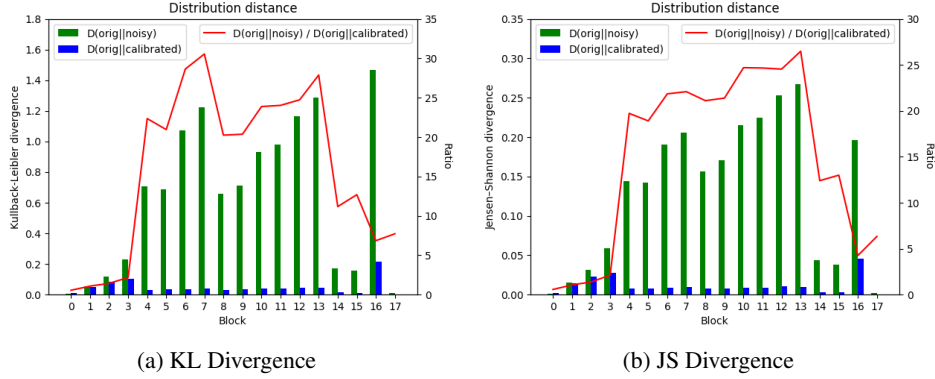 Distribution distance
D(orig||noisy)
D(orig||calibrated)
D(orig||noisy) / D(orig||calibrated)
1.8
1.6
1.4
1.2
1.0
0.8
0.6
0.4
0.2
0.0
Kullback-Leibler divergence
35
30
25
20
15
10
5
0
Ratio
0 1 2 3 4 5 6 7 8 9 10 11 12 13 14 15 16 17
Block
(a) KL Divergence
Distribution distance
D(orig||noisy)
D(orig||calibrated)
D(orig||noisy) / D(orig||calibrated)
0.35
0.30
0.25
0.20
0.15
0.10
0.05
0.00
Jensen–Shannon divergence
30
25
20
15
10
5
0
Ratio
0 1 2 3 4 5 6 7 8 9 10 11 12 13 14 15 16 17
Block
(b) JS Divergence